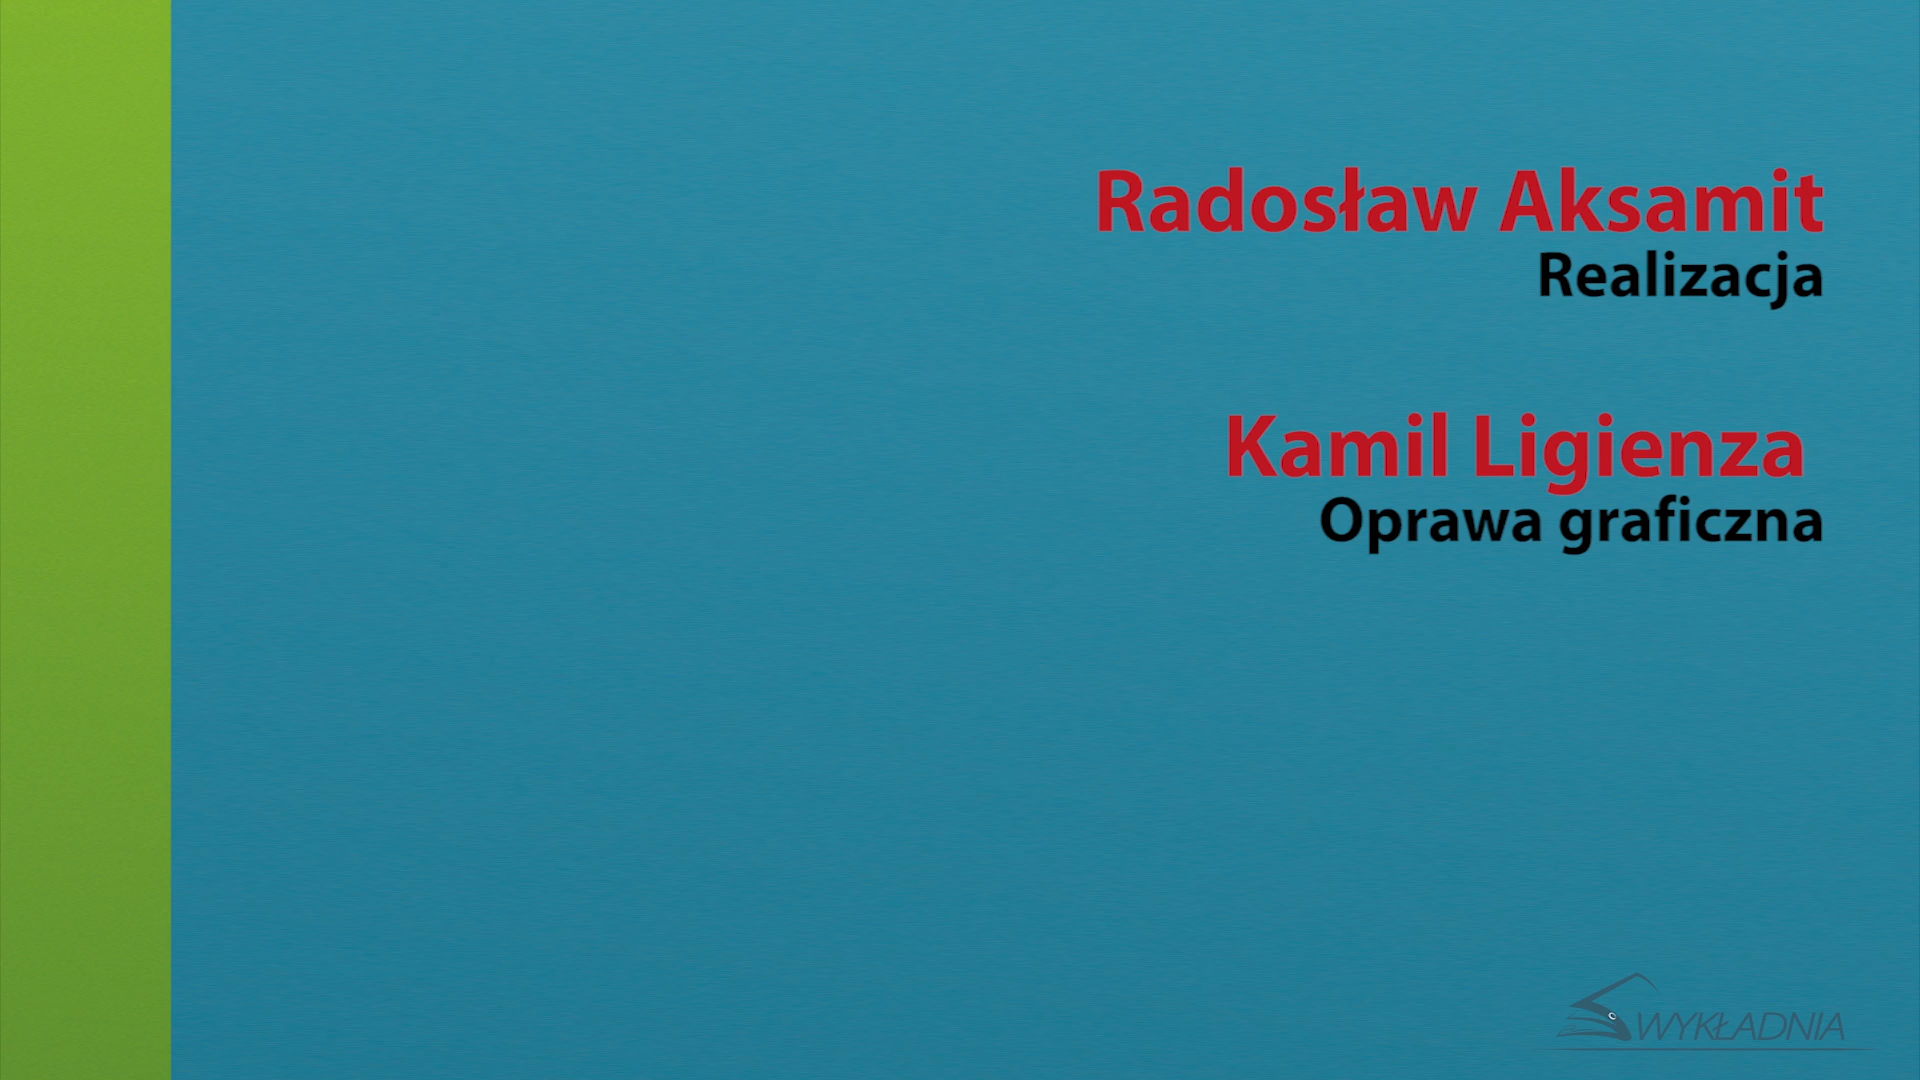 Radosław Aksamit
Realizacja
Kamil Ligienza
Oprawa graficzna
WYKŁADNIA